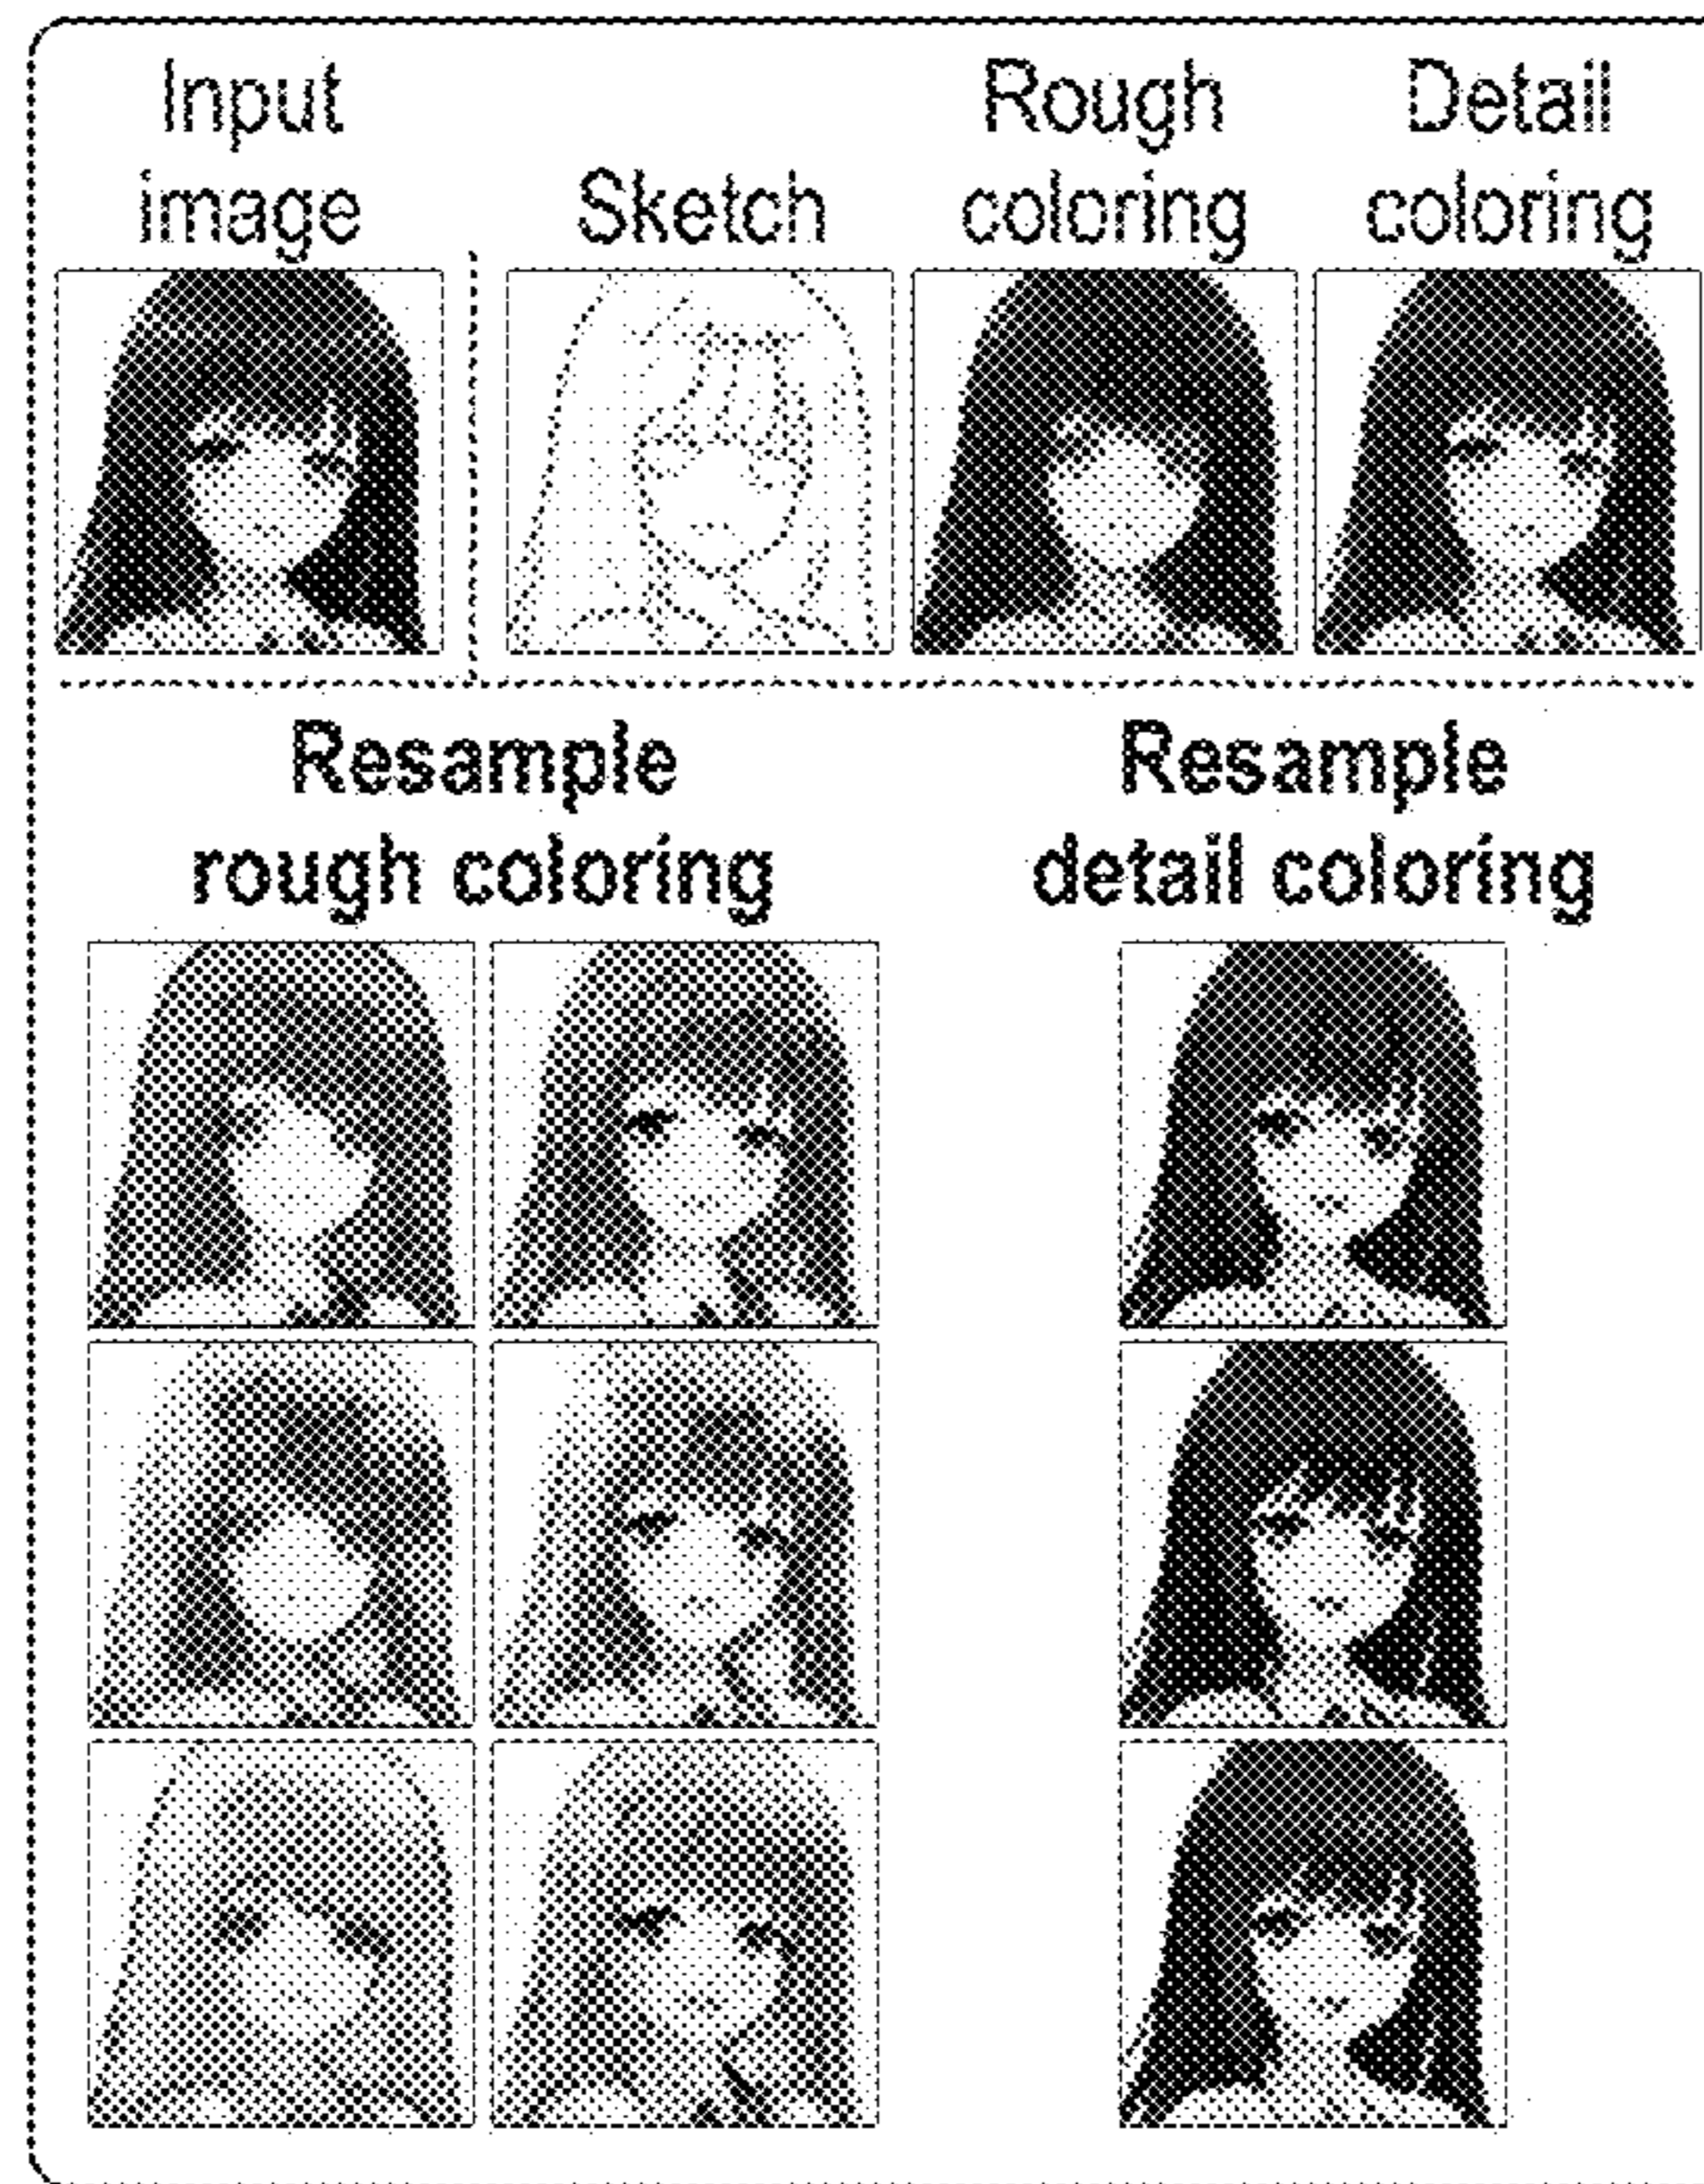 Input
image
Sketch
Rough
coloring
Detail
coloring
Resample
rough coloring
Resample
detail coloring